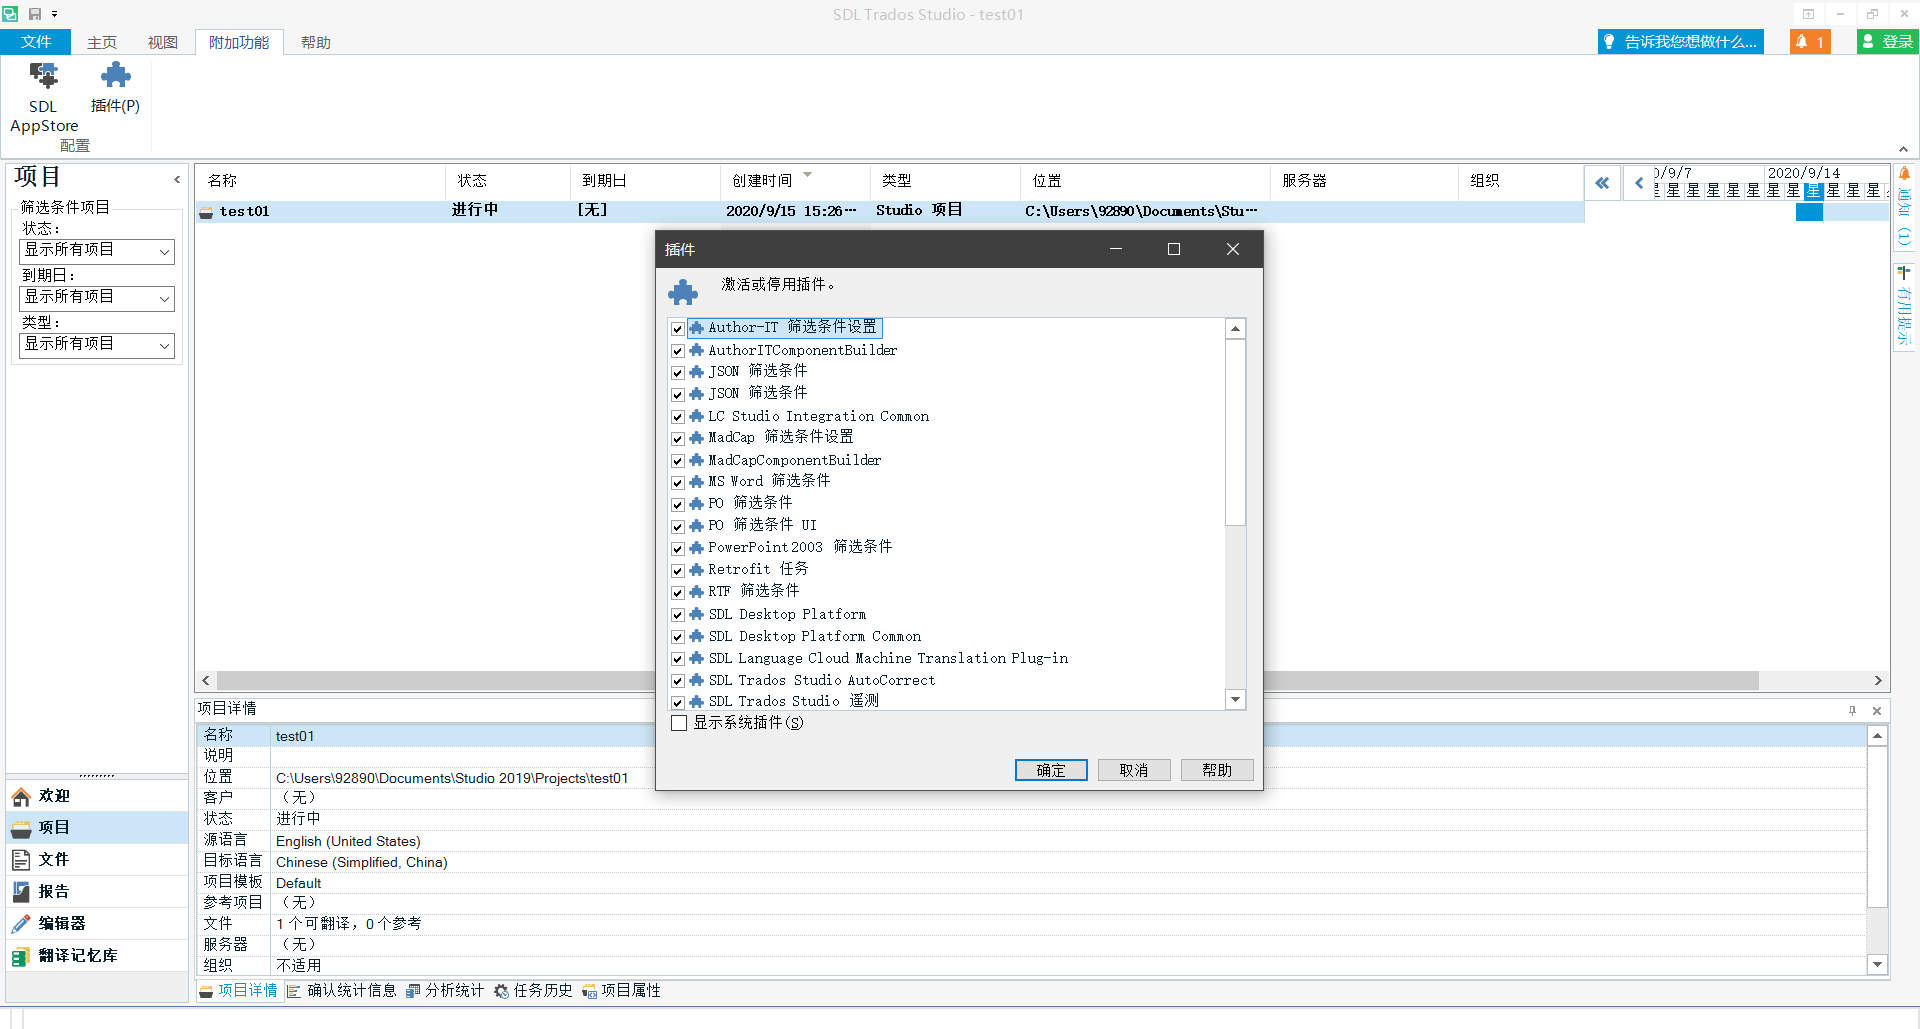 SDL Trados Studio - test01
文件 主页 视图 附加功能 帮助 告诉我您想做什么... 1 登录
SDL AppStore
插件(P)
配置
项目
筛选条件项目
状态：
显示所有项目
到期日：
显示所有项目
类型：
显示所有项目
名称 状态 到期日 创建时间 类型 位置 服务器 组织
0/9/7 2020/9/14
星 星 星 星 星 星 星 星 星 星 星
test01 进行中 [无] 2020/9/15 15:26… Studio 项目 C:\Users\92890\Documents\Stu…
通知 (1)
有用提示
插件
激活或停用插件。
Author-IT 筛选条件设置
AuthorITComponentBuilder
JSON 筛选条件
JSON 筛选条件
LC Studio Integration Common
MadCap 筛选条件设置
MadCapComponentBuilder
MS Word 筛选条件
PO 筛选条件
PO 筛选条件 UI
PowerPoint2003 筛选条件
Retrofit 任务
RTF 筛选条件
SDL Desktop Platform
SDL Desktop Platform Common
SDL Language Cloud Machine Translation Plug-in
SDL Trados Studio AutoCorrect
SDL Trados Studio 遥测
显示系统插件(S)
确定 取消 帮助
项目详情
名称 test01
说明
位置 C:\Users\92890\Documents\Studio 2019\Projects\test01
客户 （无）
状态 进行中
源语言 English (United States)
目标语言 Chinese (Simplified, China)
项目模板 Default
参考项目 （无）
文件 1 个可翻译，0 个参考
服务器 （无）
组织 不适用
欢迎
项目
文件
报告
编辑器
翻译记忆库
项目详情 确认统计信息 分析统计 任务历史 项目属性